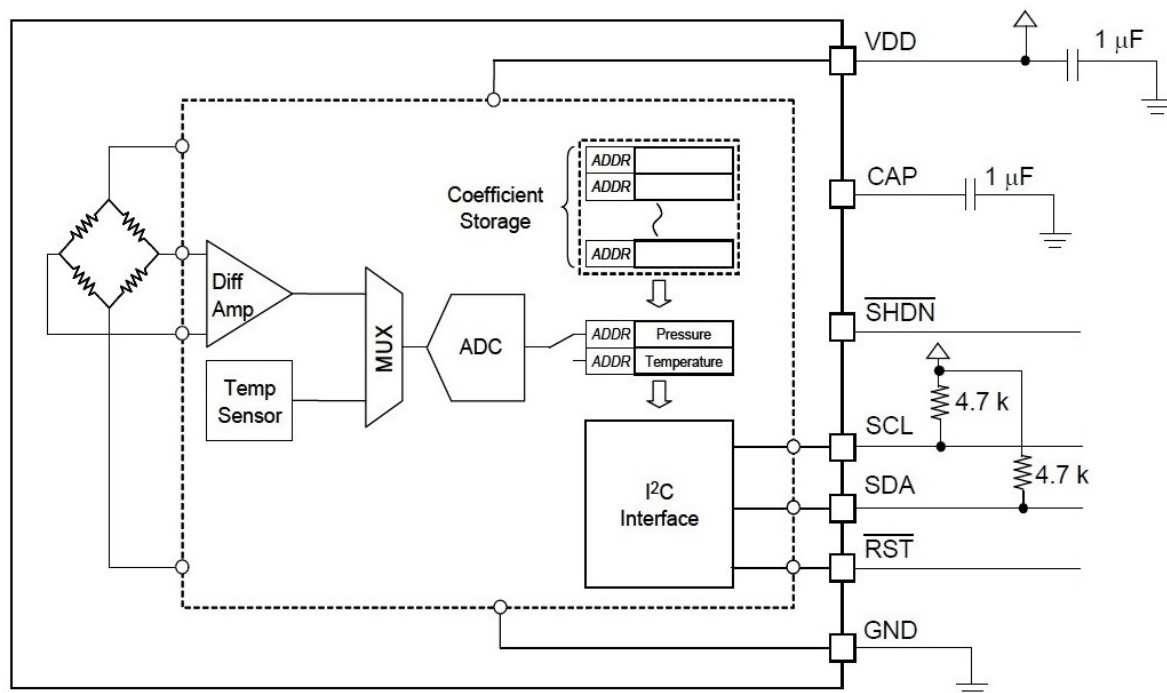 VDD
1 μF
ADDR
ADDR
Coefficient
Storage
ADDR
CAP
1 μF
Diff
Amp
MUX
ADC
ADDR Pressure
ADDR Temperature
SHDN
Temp
Sensor
4.7 k
SCL
4.7 k
I²C
Interface
SDA
RST
GND